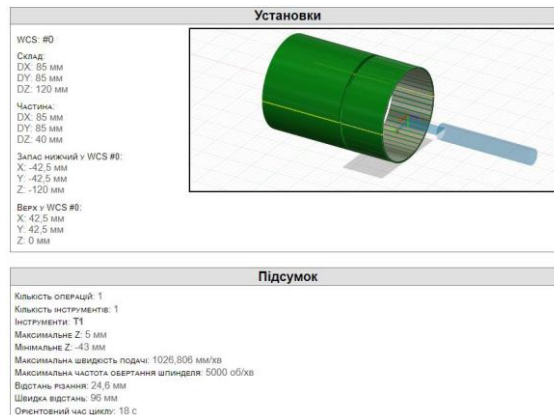 Установки
WCS: #0
Склад:
DX: 85 мм
DY: 85 мм
DZ: 120 мм
Частина:
DX: 85 мм
DY: 85 мм
DZ: 40 мм
Запас нижчий у WCS #0:
X: -42,5 мм
Y: -42,5 мм
Z: -120 мм
Верх у WCS #0:
X: 42,5 мм
Y: 42,5 мм
Z: 0 мм
Підсумок
Кількість операцій: 1
Кількість інструментів: 1
Інструменти: T1
Максимальне Z: 5 мм
Мінімальне Z: -43 мм
Максимальна швидкість подачі: 1026,806 мм/хв
Максимальна частота обертання шпинделя: 5000 об/хв
Відстань різання: 24,6 мм
Швидка відстань: 96 мм
Орієнтовний час циклу: 18 с